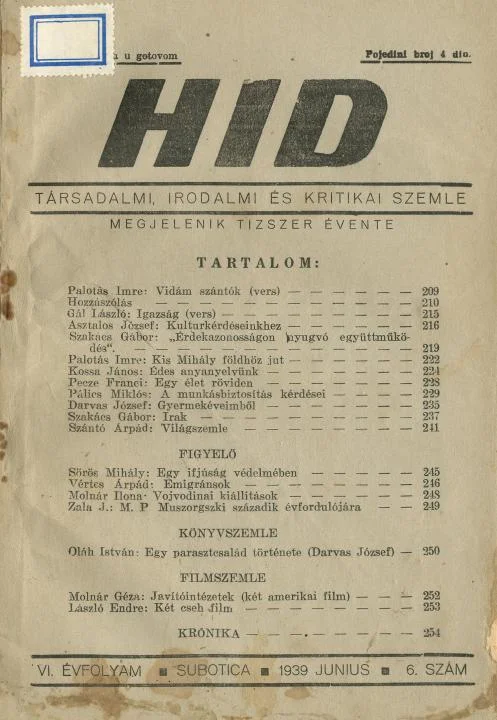 u gotovom
Pojedini broj 4 din.
HID
TÁRSADALMI, IRODALMI ÉS KRITIKAI SZEMLE
MEGJELENIK TIZSZER ÉVENTE
TARTALOM:
Palotás Imre: Vidám szántók (vers) — — — — — — 209
Hozzászólás — — — — — — — — — — — 210
Gál László: Igazság (vers) — — — — — — — — 215
Asztalos József: Kulturkérdéseinkhez — — — — — — 216
Szakács Gábor: „Érdekazonosságon nyugvó együttműkö-
dés“. — — — — — — — — — — — — 219
Palotás Imre: Kis Mihály földhöz jut — — — — — — 222
Kossa János: Édes anyanyelvünk — — — — — — — 224
Pecze Franci: Egy élet röviden — — — — — — — 228
Pálics Miklós: A munkásbiztosítás kérdései — — — — 229
Darvas József: Gyermekéveimből — — — — — — — 235
Szakács Gábor: Irak — — — — — — — — — — 237
Szántó Árpád: Világszemle — — — — — — — — 241
FIGYELŐ
Sörös Mihály: Egy ifjúság védelmében — — — — — 245
Vértes Árpád: Emigránsok — — — — — — — — 246
Molnár Ilona: Vojvodinai kiállítások — — — — — — 248
Zala J.: M. P. Muszorgszki századik évfordulójára — — 249
KÖNYVSZEMLE
Oláh István: Egy parasztcsalád története (Darvas József) — 250
FILMSZEMLE
Molnár Géza: Javítóintézetek (két amerikai film) — — — 252
László Endre: Két cseh film — — — — — — — — 253
KRÓNIKA — — — — — — — 254
VI. ÉVFOLYAM ■ SUBOTICA ■ 1939 JUNIUS ■ 6. SZÁM